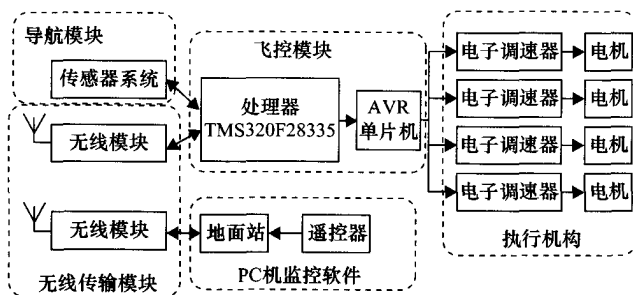 导航模块
传感器系统
无线模块
无线模块
无线传输模块
飞控模块
处理器
TMS320F28335
AVR
单片机
地面站
遥控器
PC机监控软件
电子调速器
电机
电子调速器
电机
电子调速器
电机
电子调速器
电机
执行机构